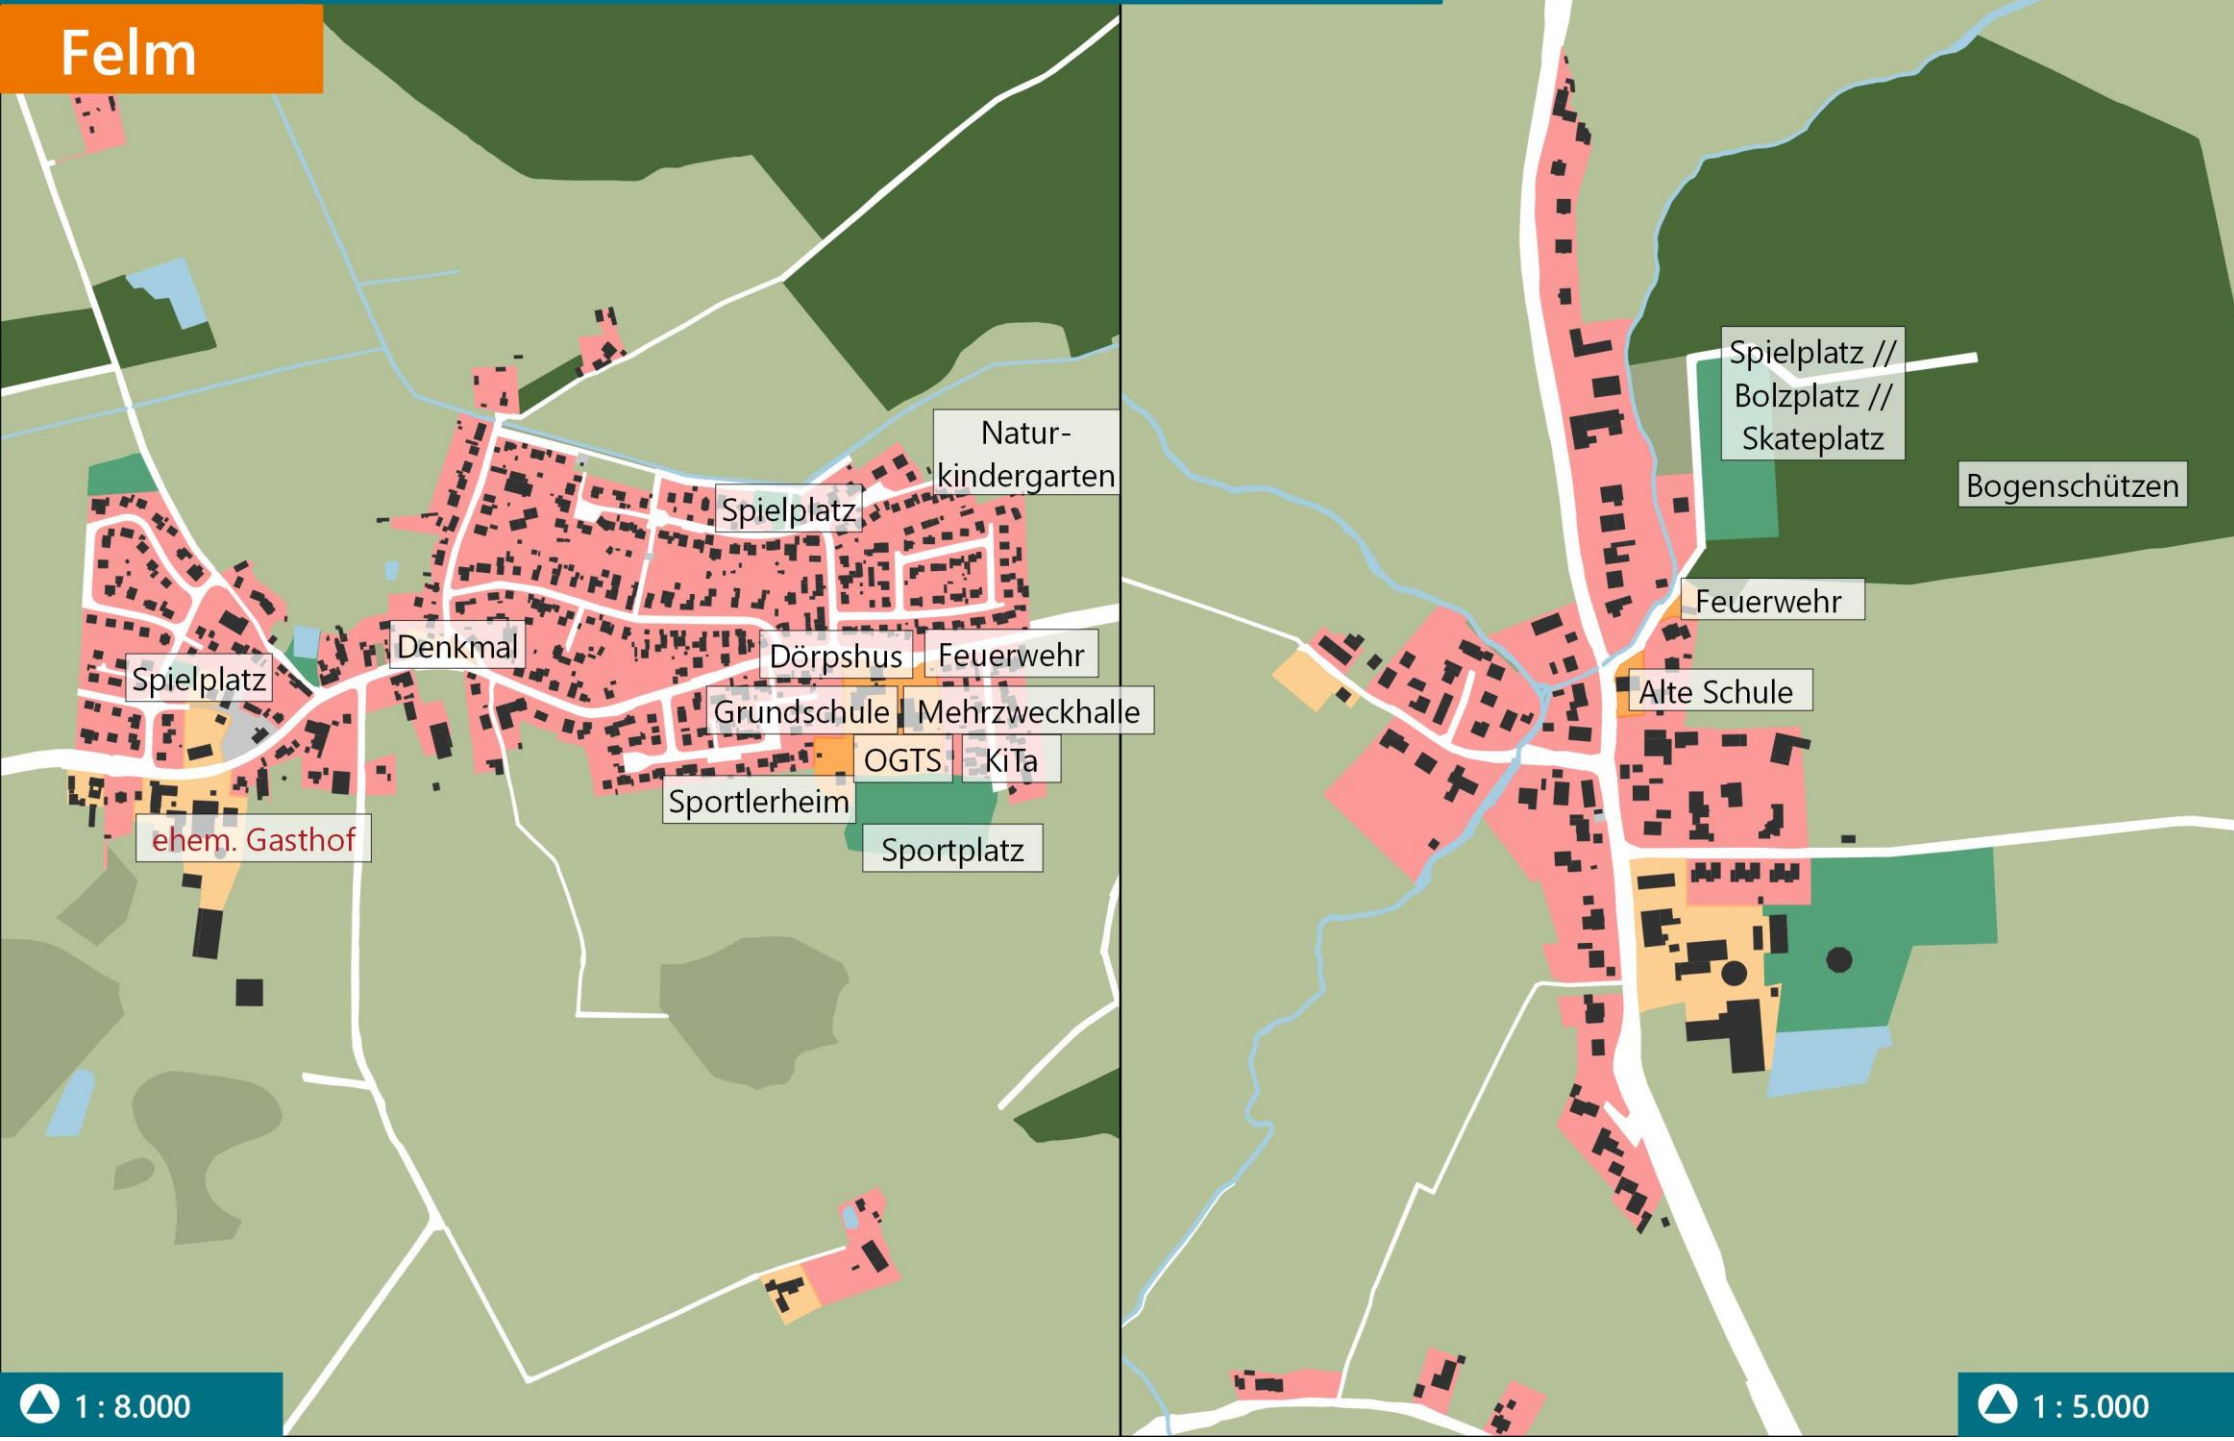 Felm
Natur-
kindergarten
Spielplatz
Denkmal
Dörpshus
Feuerwehr
Spielplatz
Grundschule
Mehrzweckhalle
OGTS
KiTa
Sportlerheim
ehem. Gasthof
Sportplatz
1 : 8.000
Spielplatz //
Bolzplatz //
Skateplatz
Bogenschützen
Feuerwehr
Alte Schule
1 : 5.000